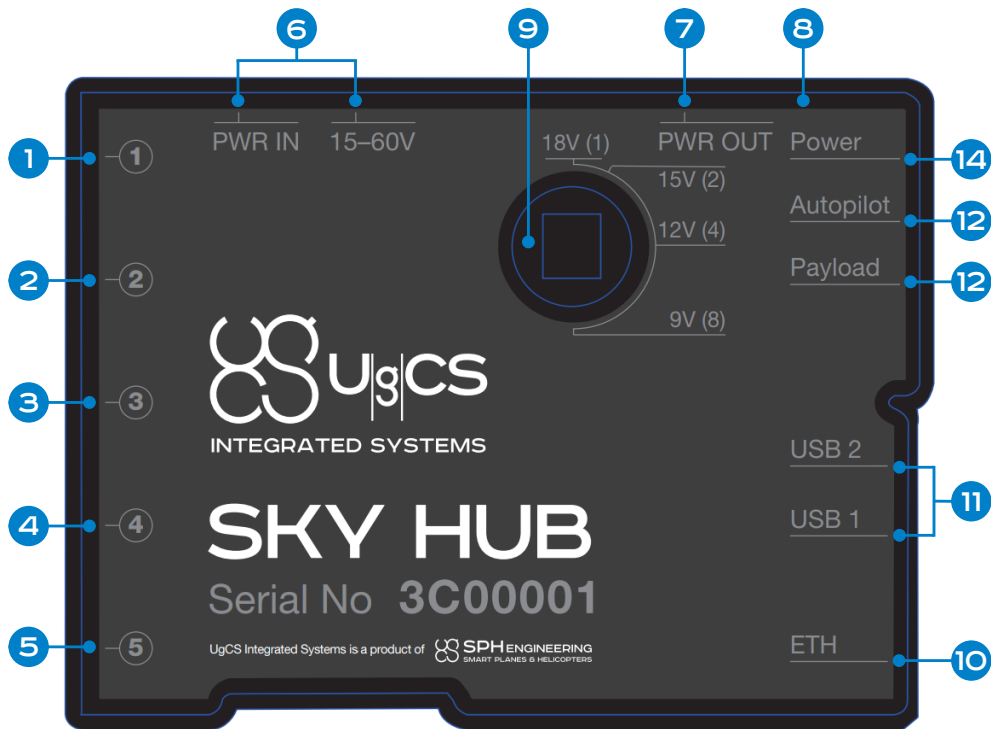 6
9
7
8
PWR IN
15–60V
18V (1)
PWR OUT
Power
1
1
14
15V (2)
Autopilot
12
12V (4)
Payload
12
2
2
9V (8)
UgCS
INTEGRATED SYSTEMS
3
3
USB 2
11
USB 1
4
4
SKY HUB
Serial No 3C00001
5
5
UgCS Integrated Systems is a product of
SPH ENGINEERING
SMART PLANES & HELICOPTERS
ETH
10